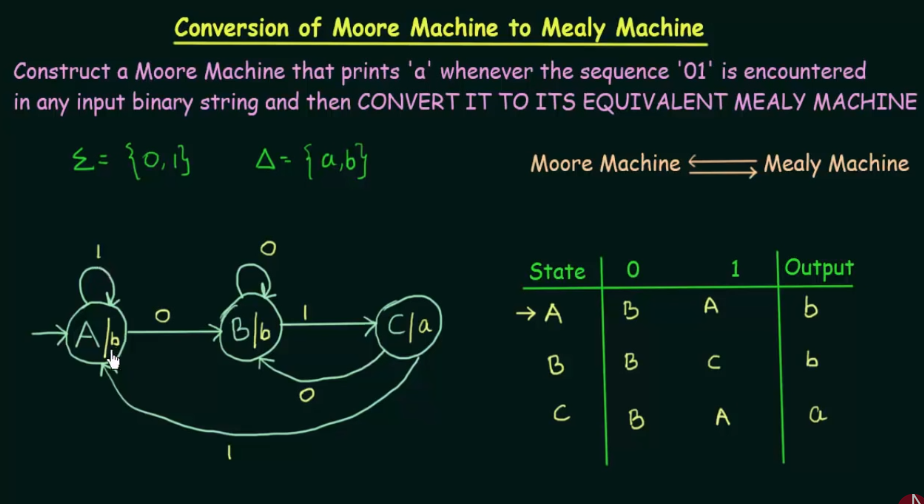 Conversion of Moore Machine to Mealy Machine
Construct a Moore Machine that prints 'a' whenever the sequence '01' is encountered
in any input binary string and then CONVERT IT TO ITS EQUIVALENT MEALY MACHINE
Σ = {0,1} Δ = {a,b}
Moore Machine Mealy Machine
1 0
State 0 1 Output
A B A b
0 1
A/b B/b C/a
B B C b
0
C B A a
1